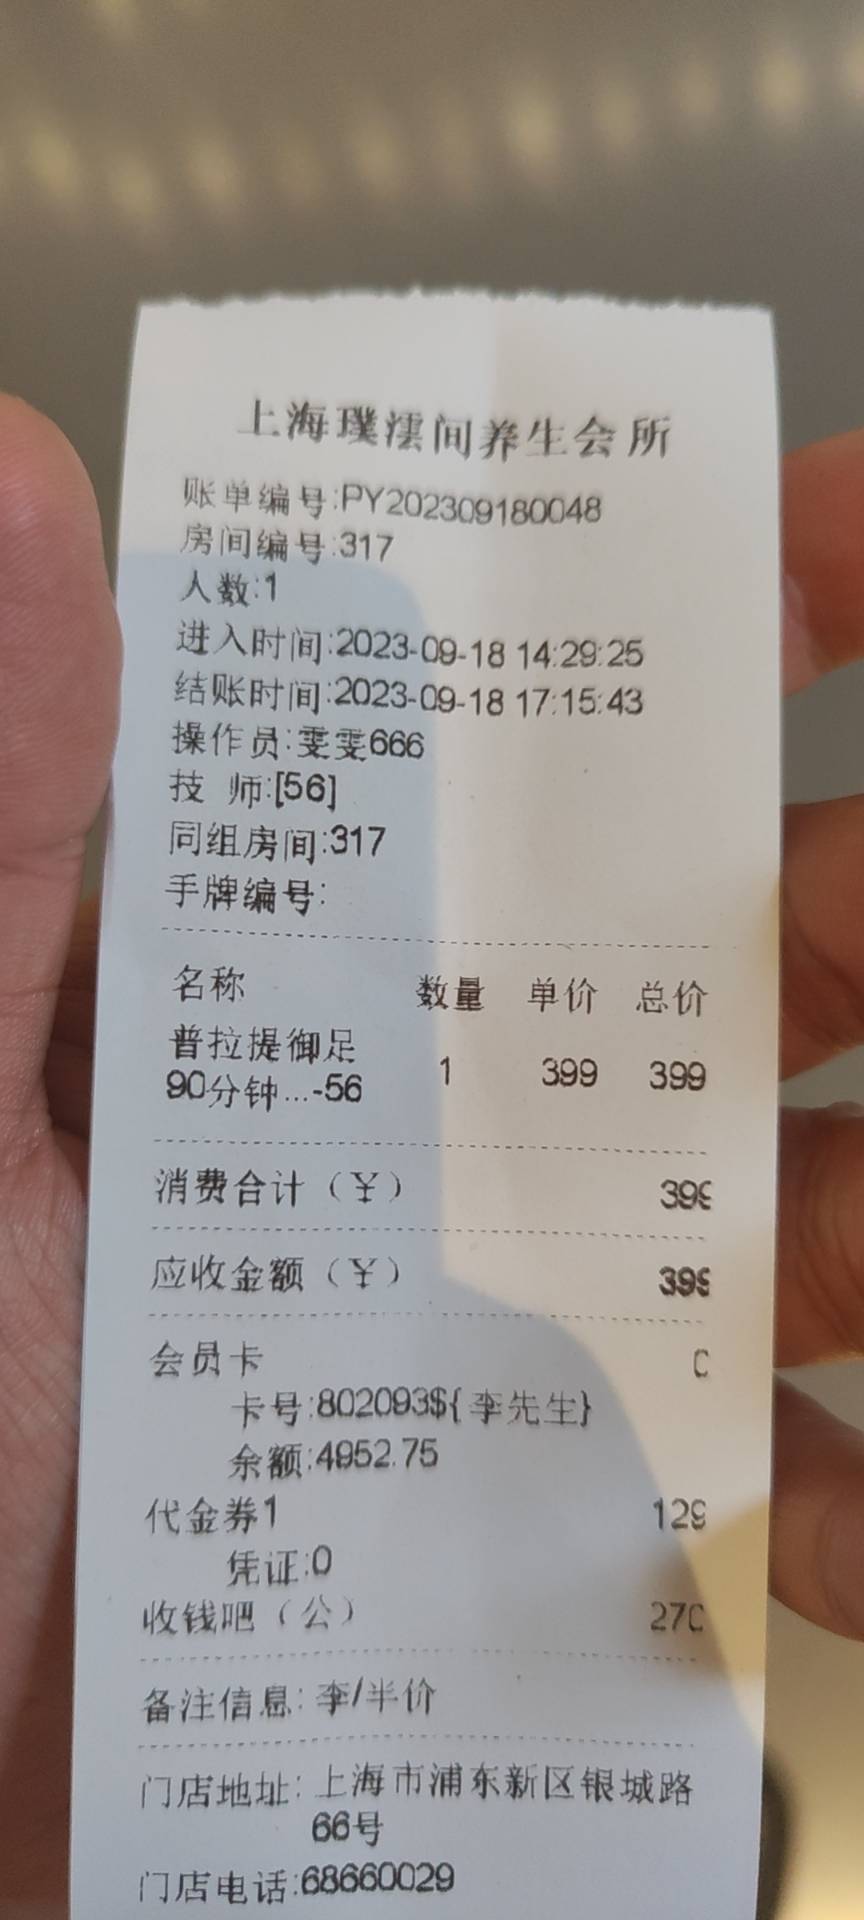 上海璞澐间养生会所
账单编号:PY202309180048
房间编号:317
人数:1
进入时间:2023-09-18 14:29:25
结账时间:2023-09-18 17:15:43
操作员:雯雯666
技 师:[56]
同组房间:317
手牌编号:
名称 数量 单价 总价
普拉提御足
90分钟...-56 1 399 399
消费合计（¥） 399
应收金额（¥） 399
会员卡 0
卡号:802093${李先生}
余额:4952.75
代金券1 129
凭证:0
收钱吧（公） 270
备注信息: 李/半价
门店地址: 上海市浦东新区银城路
66号
门店电话:68660029